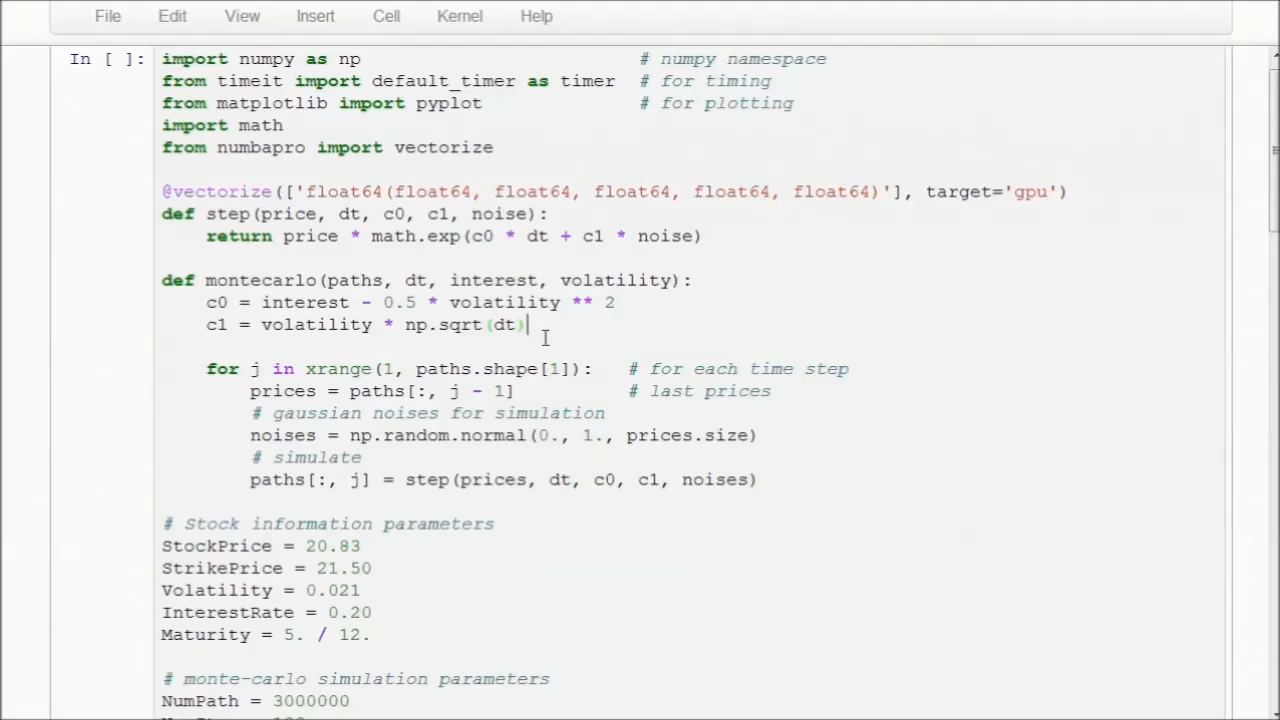 File Edit View Insert Cell Kernel Help
In [ ]: import numpy as np # numpy namespace
from timeit import default_timer as timer # for timing
from matplotlib import pyplot # for plotting
import math
from numbapro import vectorize
@vectorize(['float64(float64, float64, float64, float64, float64)'], target='gpu')
def step(price, dt, c0, c1, noise):
return price * math.exp(c0 * dt + c1 * noise)
def montecarlo(paths, dt, interest, volatility):
c0 = interest - 0.5 * volatility ** 2
c1 = volatility * np.sqrt(dt)
for j in xrange(1, paths.shape[1]): # for each time step
prices = paths[:, j - 1] # last prices
# gaussian noises for simulation
noises = np.random.normal(0., 1., prices.size)
# simulate
paths[:, j] = step(prices, dt, c0, c1, noises)
# Stock information parameters
StockPrice = 20.83
StrikePrice = 21.50
Volatility = 0.021
InterestRate = 0.20
Maturity = 5. / 12.
# monte-carlo simulation parameters
NumPath = 3000000